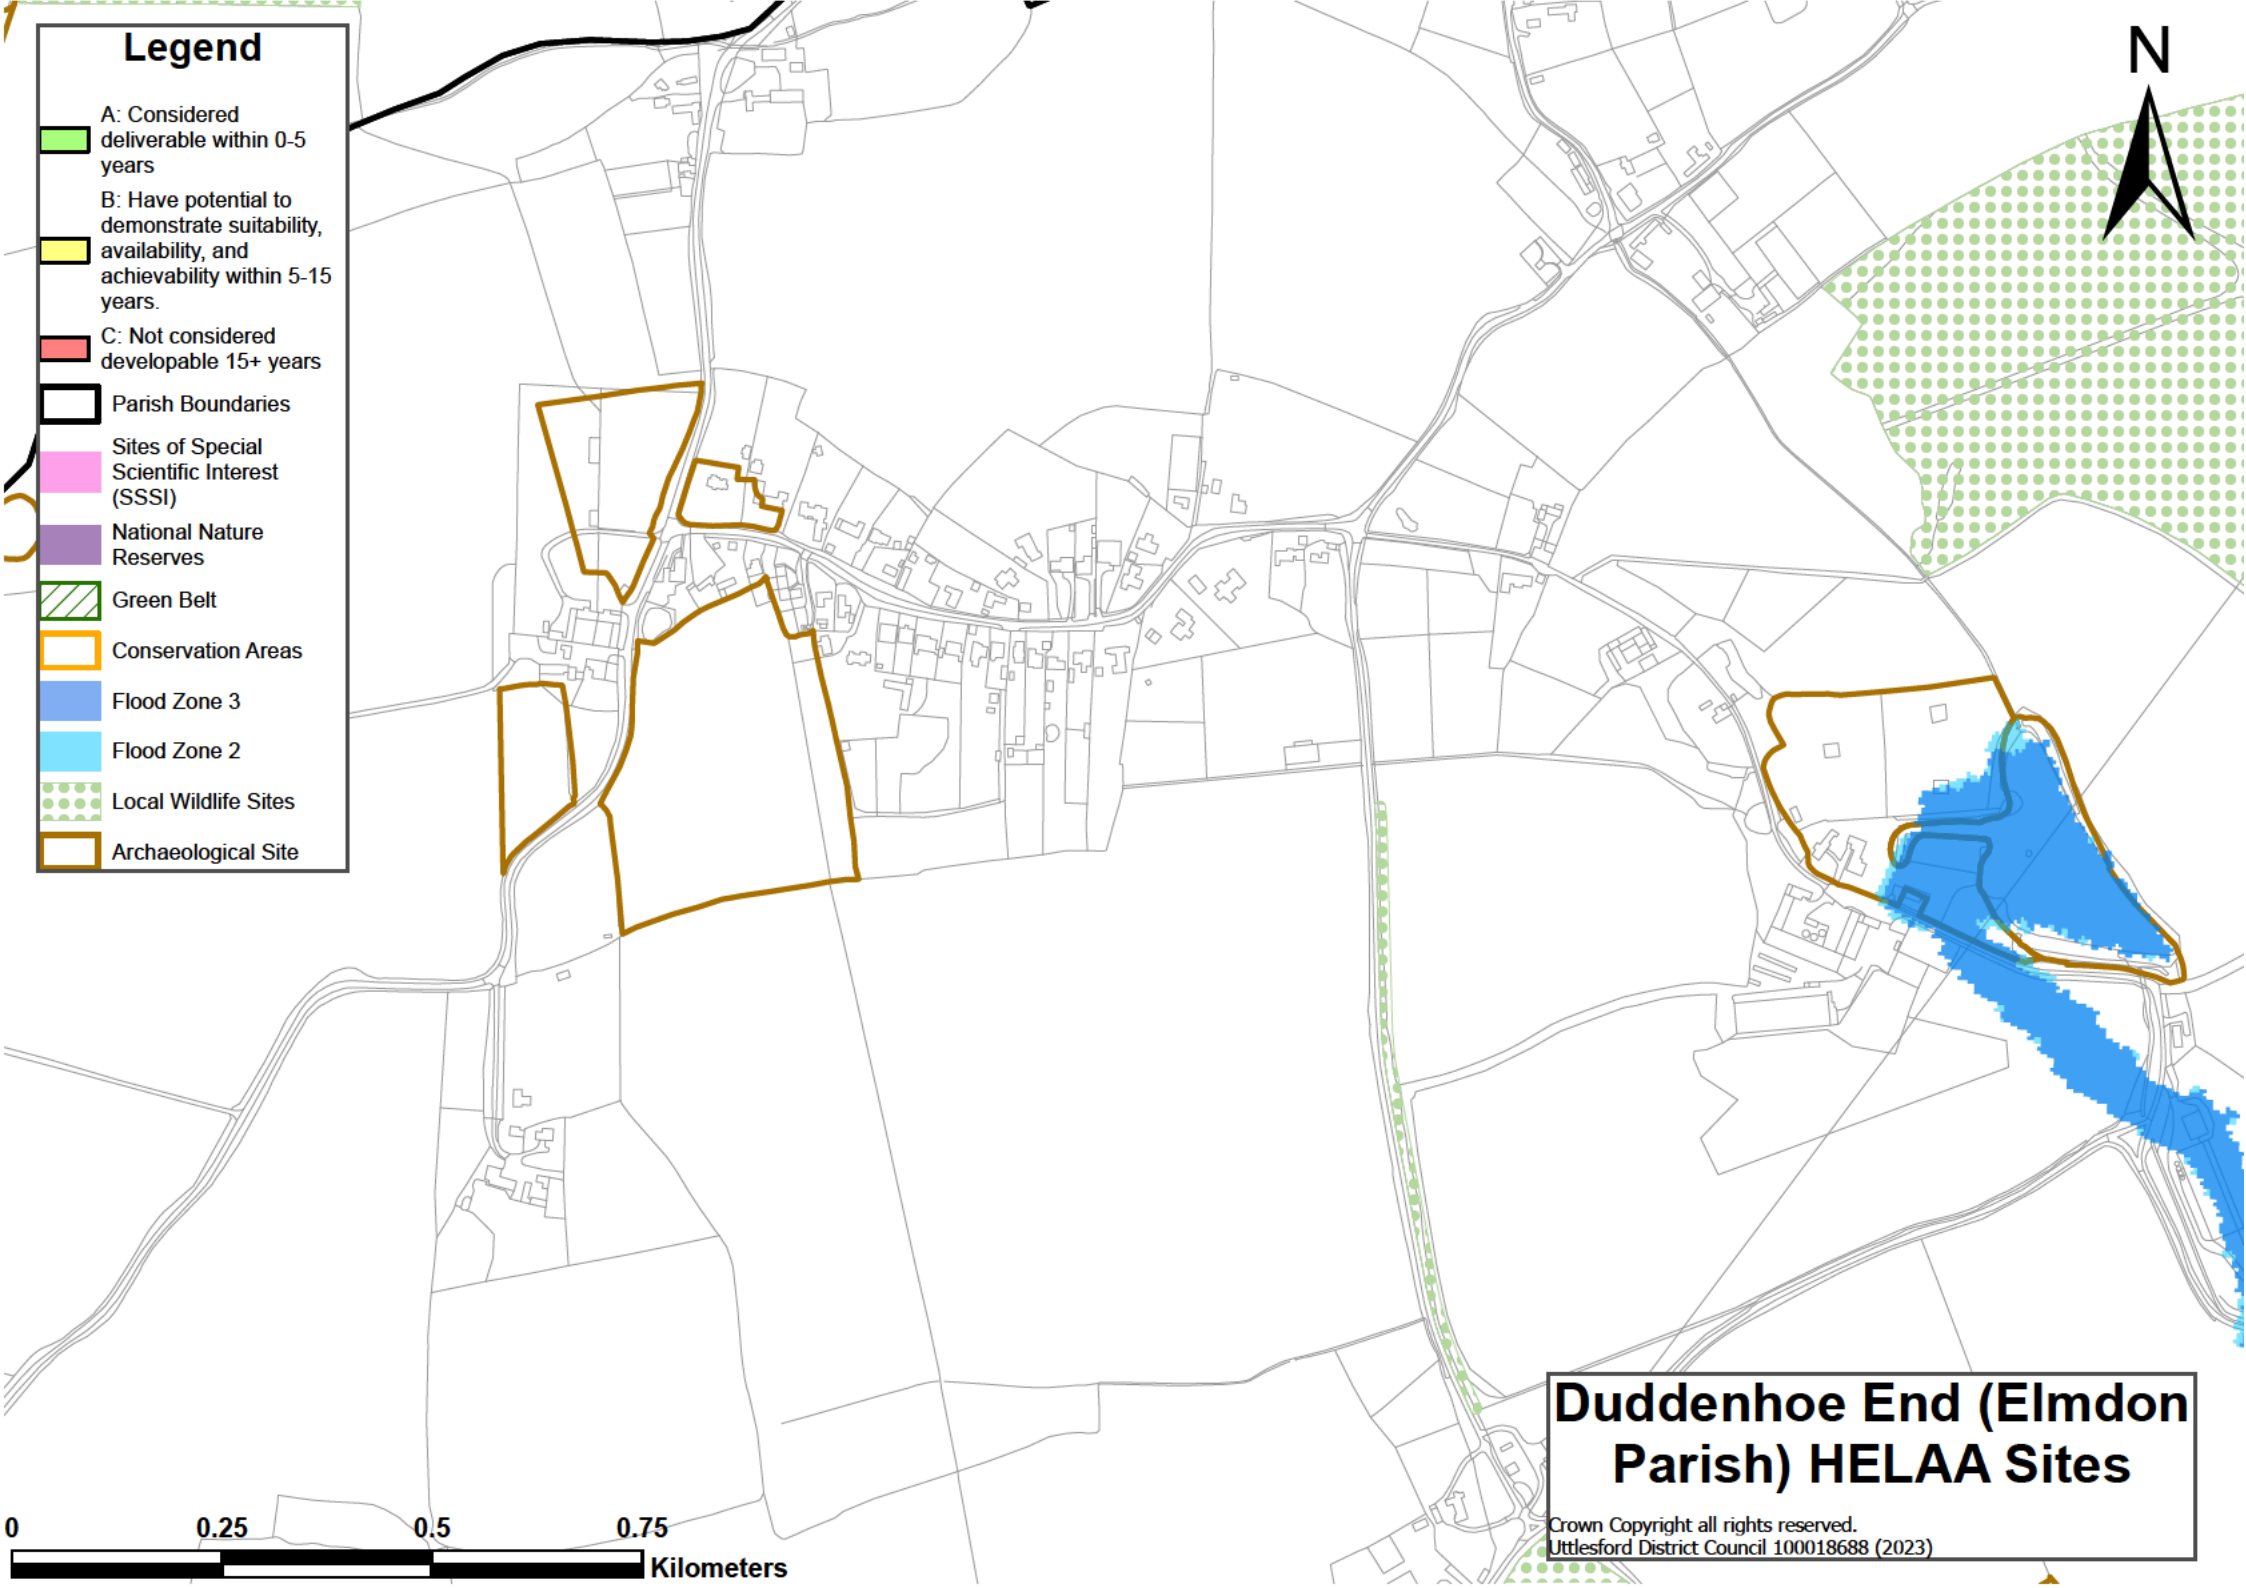 Legend
A: Considered
deliverable within 0-5
years
B: Have potential to
demonstrate suitability,
availability, and
achievability within 5-15
years.
C: Not considered
developable 15+ years
Parish Boundaries
Sites of Special
Scientific Interest
(SSSI)
National Nature
Reserves
Green Belt
Conservation Areas
Flood Zone 3
Flood Zone 2
Local Wildlife Sites
Archaeological Site
N
0 0.25 0.5 0.75
Kilometers
Duddenhoe End (Elmdon
Parish) HELAA Sites
Crown Copyright all rights reserved.
Uttlesford District Council 100018688 (2023)